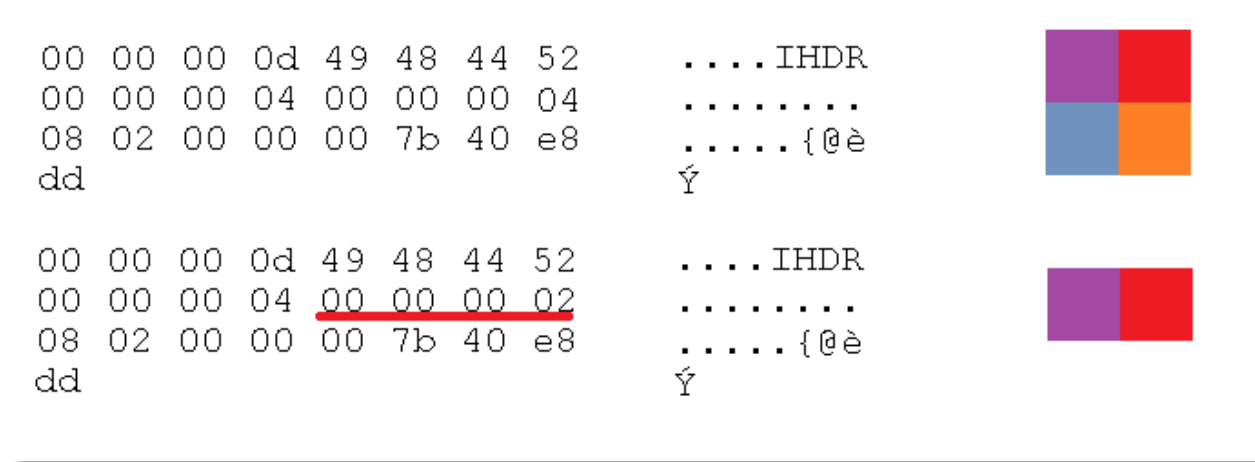 00 00 00 0d 49 48 44 52 ....IHDR
00 00 00 04 00 00 00 04 ........
08 02 00 00 00 7b 40 e8 .....{@è
dd Ý
00 00 00 0d 49 48 44 52 ....IHDR
00 00 00 04 00 00 00 02 ........
08 02 00 00 00 7b 40 e8 .....{@è
dd Ý